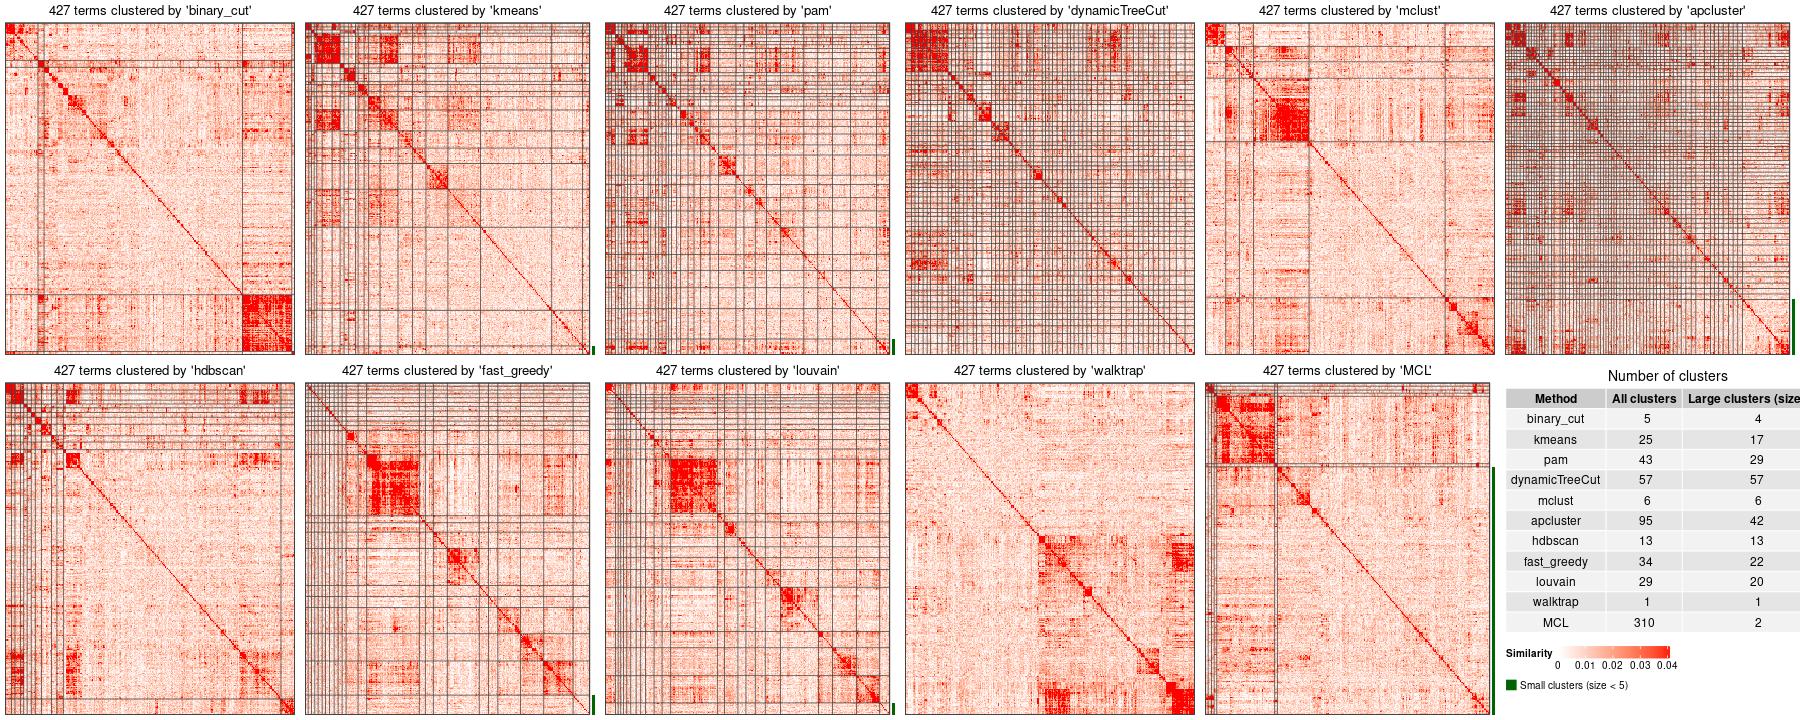 427 terms clustered by 'binary_cut'
427 terms clustered by 'kmeans'
427 terms clustered by 'pam'
427 terms clustered by 'dynamicTreeCut'
427 terms clustered by 'mclust'
427 terms clustered by 'apcluster'
427 terms clustered by 'hdbscan'
427 terms clustered by 'fast_greedy'
427 terms clustered by 'louvain'
427 terms clustered by 'walktrap'
427 terms clustered by 'MCL'
Number of clusters
Method All clusters Large clusters (size
binary_cut 5 4
kmeans 25 17
pam 43 29
dynamicTreeCut 57 57
mclust 6 6
apcluster 95 42
hdbscan 13 13
fast_greedy 34 22
louvain 29 20
walktrap 1 1
MCL 310 2
Similarity
0 0.01 0.02 0.03 0.04
Small clusters (size < 5)